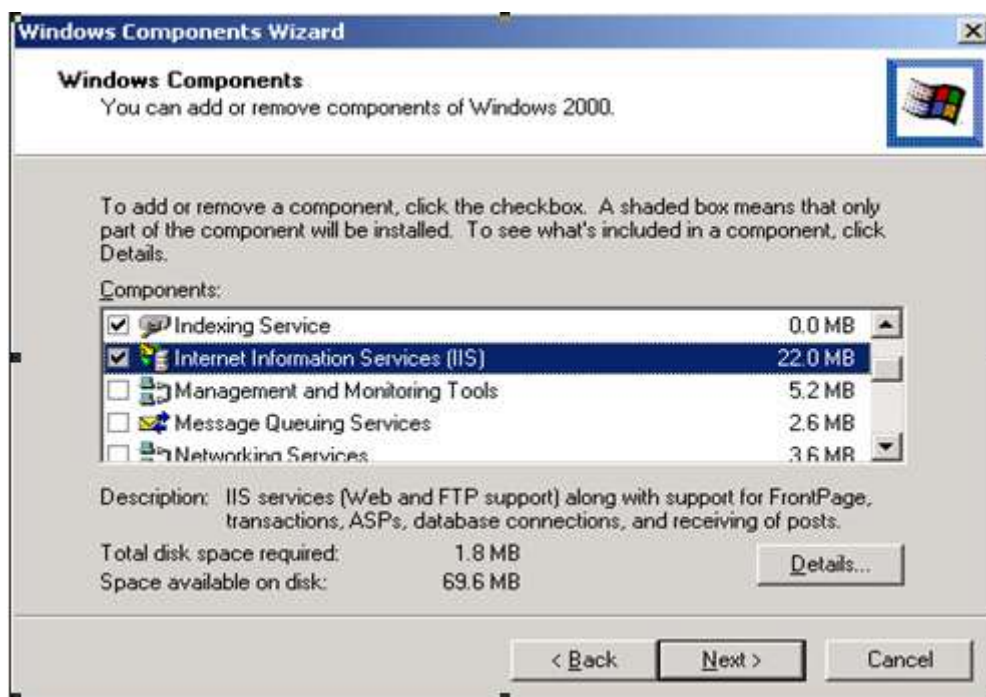 Windows Components Wizard
Windows Components
You can add or remove components of Windows 2000.
To add or remove a component, click the checkbox. A shaded box means that only
part of the component will be installed. To see what's included in a component, click
Details.
Components:
Indexing Service 0.0 MB
Internet Information Services (IIS) 22.0 MB
Management and Monitoring Tools 5.2 MB
Message Queuing Services 2.6 MB
Networking Services 3.6 MB
Description: IIS services (Web and FTP support) along with support for FrontPage,
transactions, ASPs, database connections, and receiving of posts.
Total disk space required: 1.8 MB
Space available on disk: 69.6 MB
Details...
< Back Next > Cancel